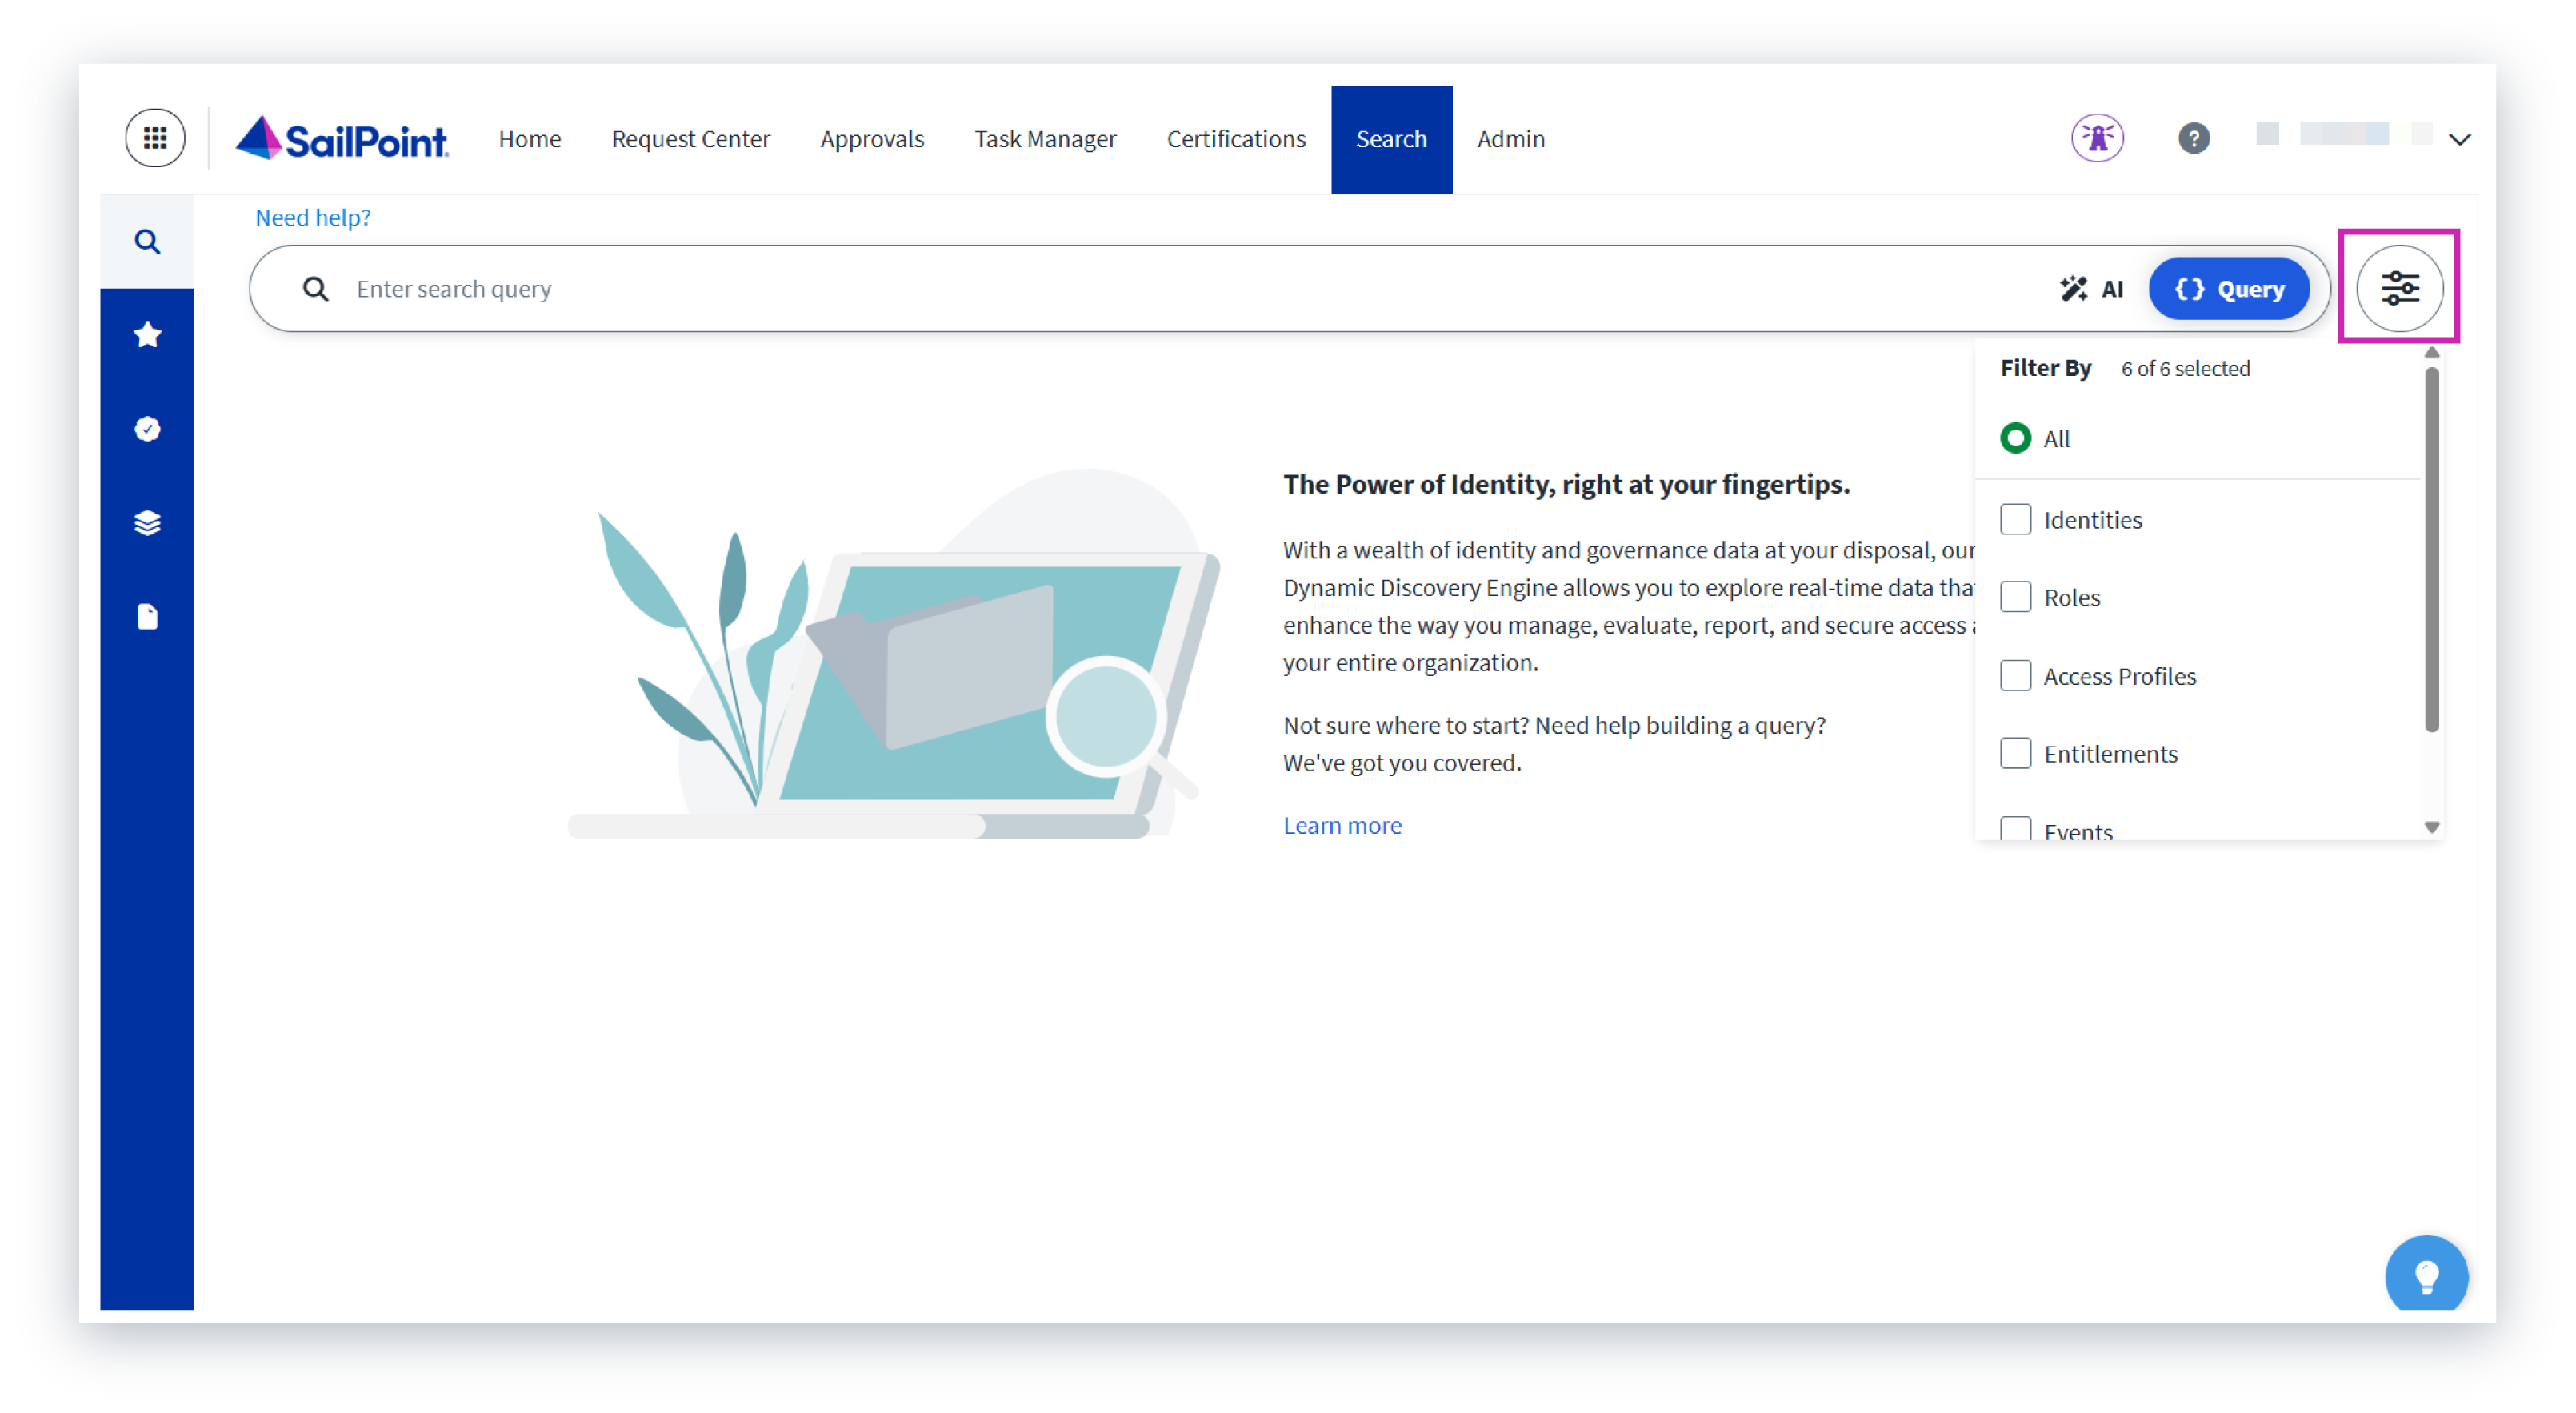 SailPoint
Home
Request Center
Approvals
Task Manager
Certifications
Search
Admin
?
Need help?
Enter search query
AI
{} Query
Filter By 6 of 6 selected
All
Identities
Roles
Access Profiles
Entitlements
Events
The Power of Identity, right at your fingertips.
With a wealth of identity and governance data at your disposal, our
Dynamic Discovery Engine allows you to explore real-time data tha
enhance the way you manage, evaluate, report, and secure access
your entire organization.
Not sure where to start? Need help building a query?
We've got you covered.
Learn more